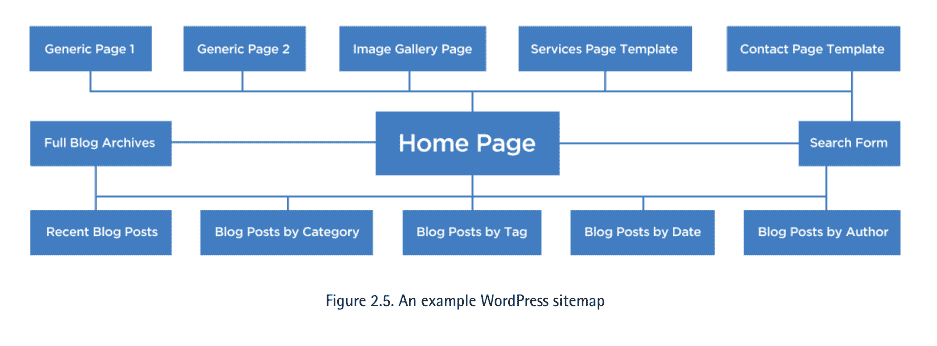 Generic Page 1
Generic Page 2
Image Gallery Page
Services Page Template
Contact Page Template
Full Blog Archives
Home Page
Search Form
Recent Blog Posts
Blog Posts by Category
Blog Posts by Tag
Blog Posts by Date
Blog Posts by Author
Figure 2.5. An example WordPress sitemap